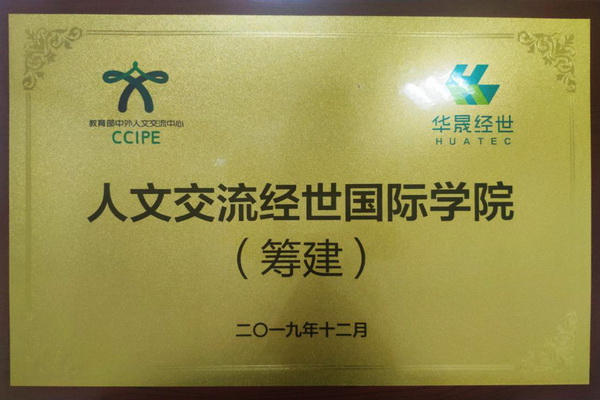 教育部中外人文交流中心
CCIPE
华晟经世
HUATEC
人文交流经世国际学院
（筹建）
二〇一九年十二月